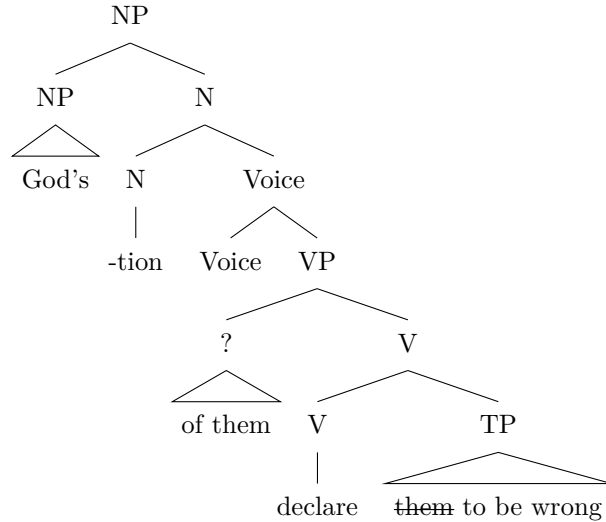 NP
NP N
God's N Voice
-tion Voice VP
? V
of them V TP
declare them to be wrong